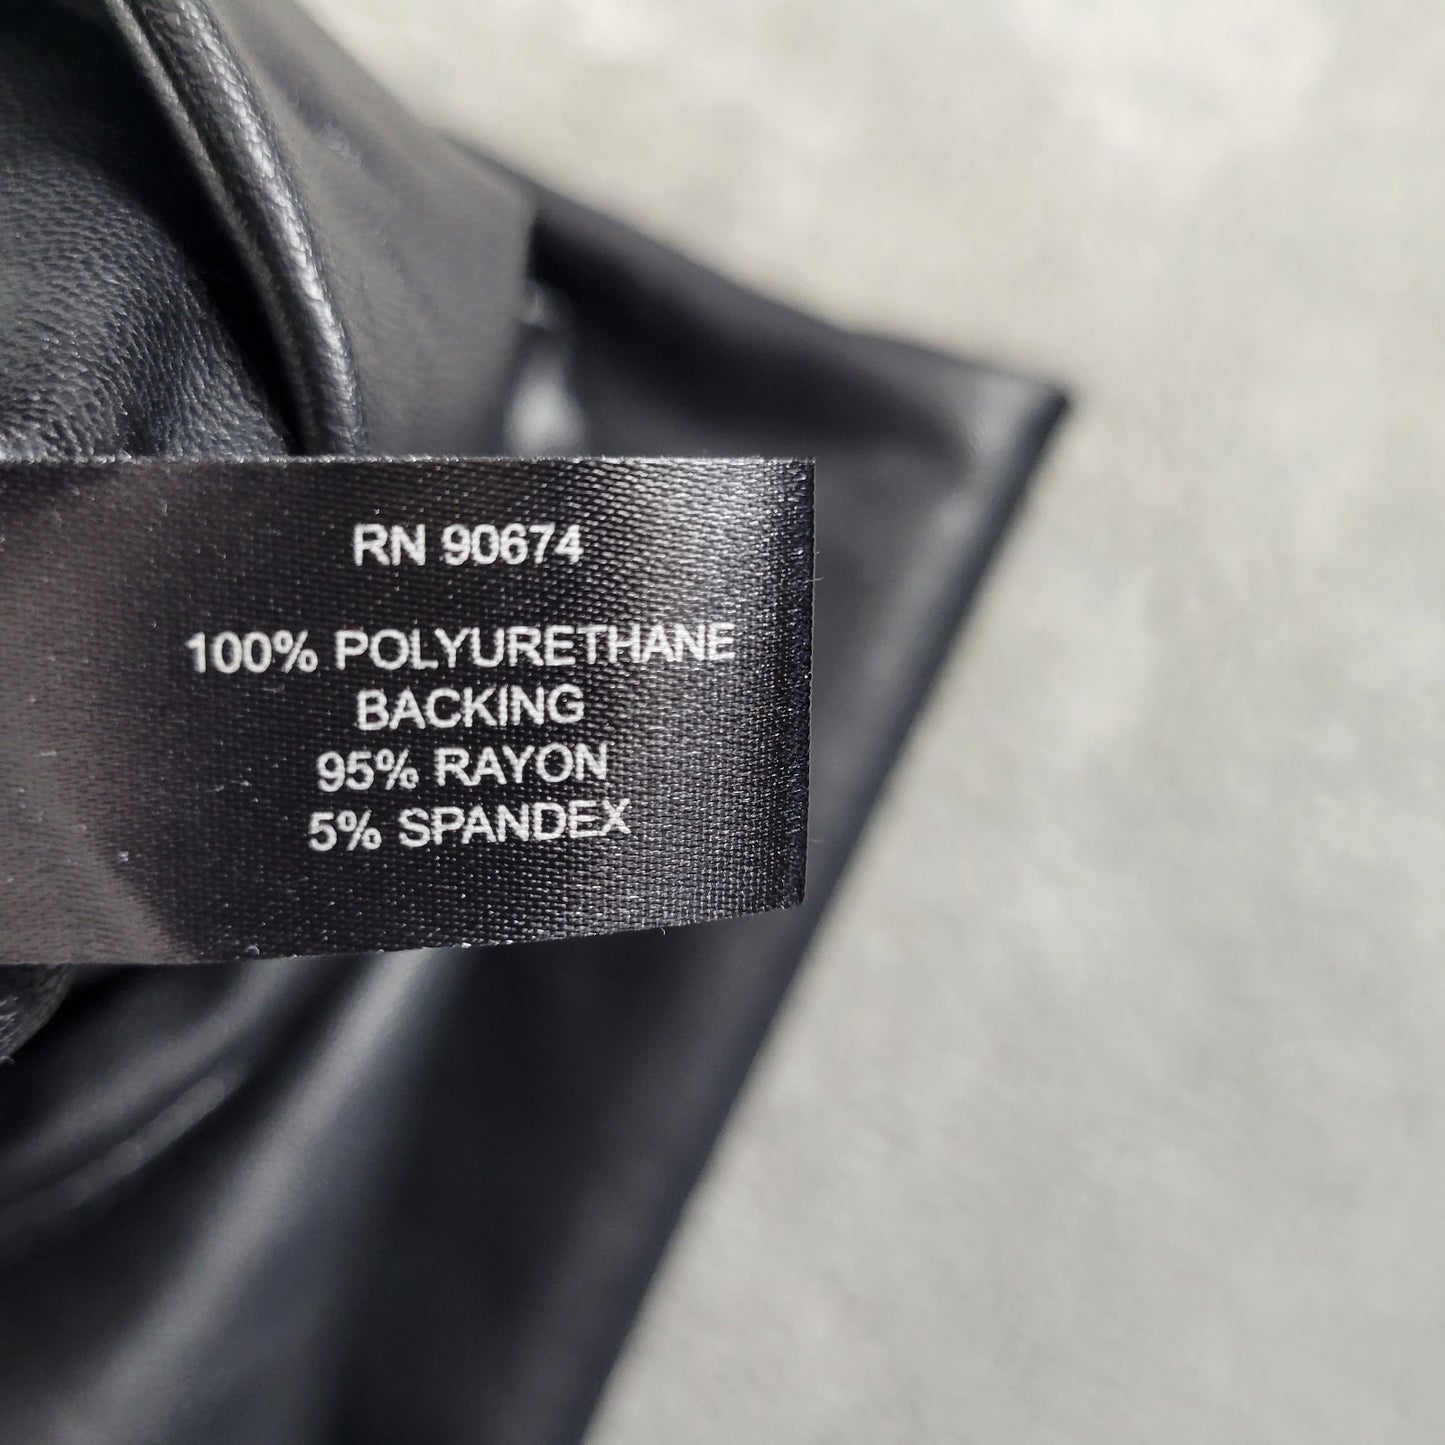 RN 90674
100% POLYURETHANE
BACKING
95% RAYON
5% SPANDEX